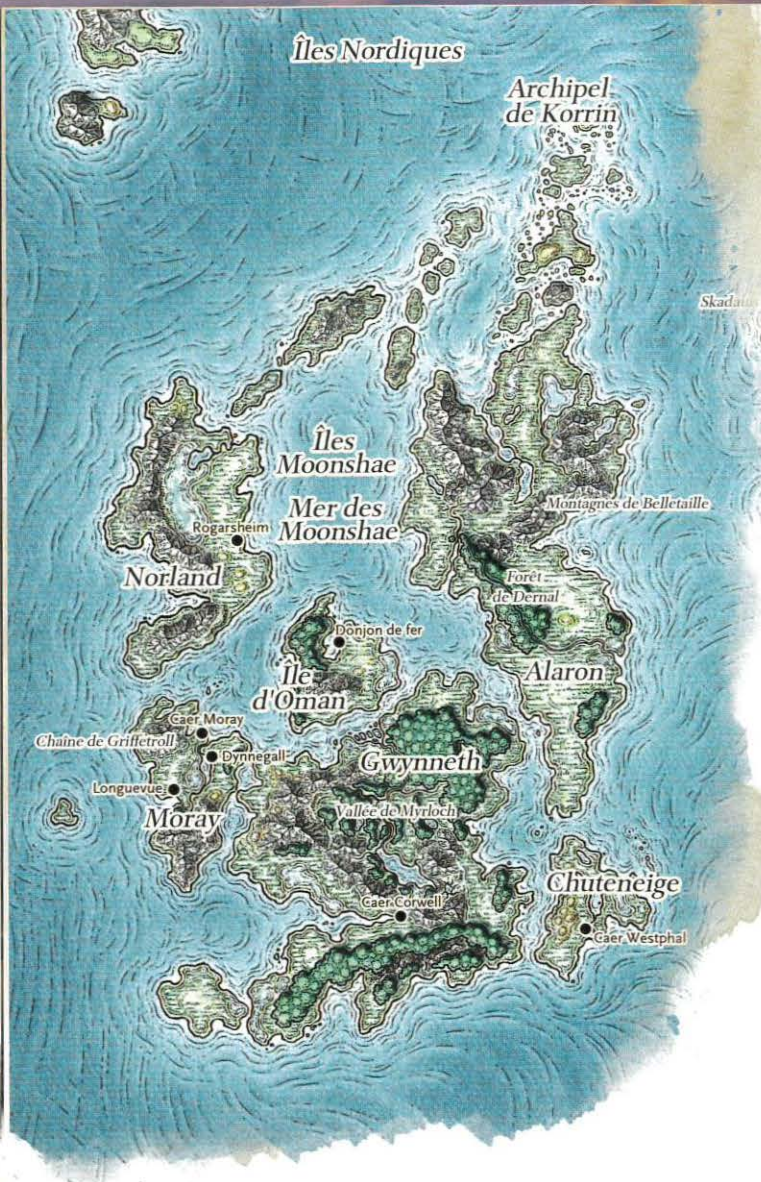 Îles Nordiques
Archipel
de Korrin
Îles
Moonshae
Mer des
Moonshae
Montagnes de Belletaille
Rogarsheim
Norland
Forêt
de Dernal
Donjon de fer
Île
d'Oman
Alaron
Caer Moray
Chaîne de Griffetroll
Dynnegall
Gwynneth
Longuevue
Moray
Vallée de Myrloch
Chuteneige
Caer Corwell
Caer Westphal